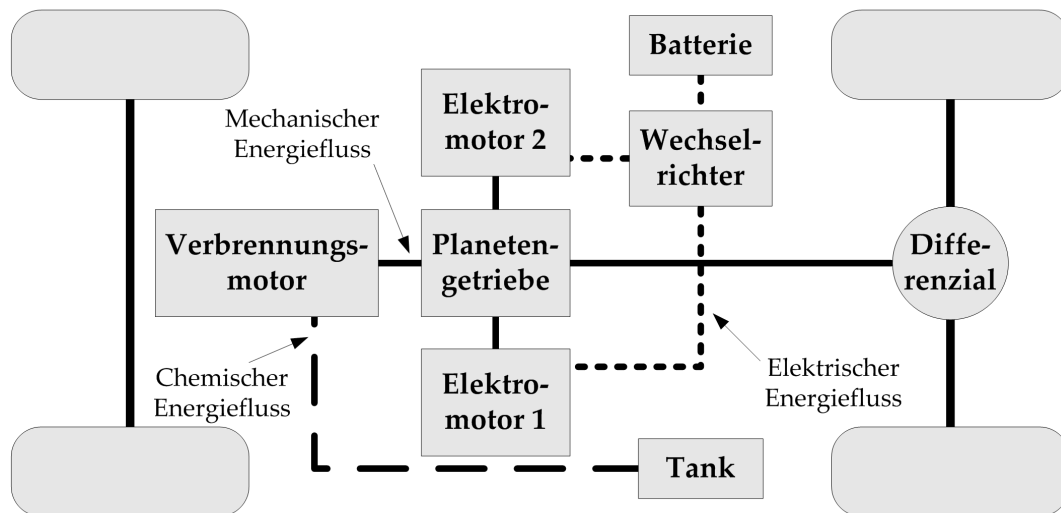 Batterie
Elektro-
motor 2
Wechsel-
richter
Mechanischer
Energiefluss
Verbrennungs-
motor
Planeten-
getriebe
Diffe-
renzial
Chemischer
Energiefluss
Elektro-
motor 1
Elektrischer
Energiefluss
Tank